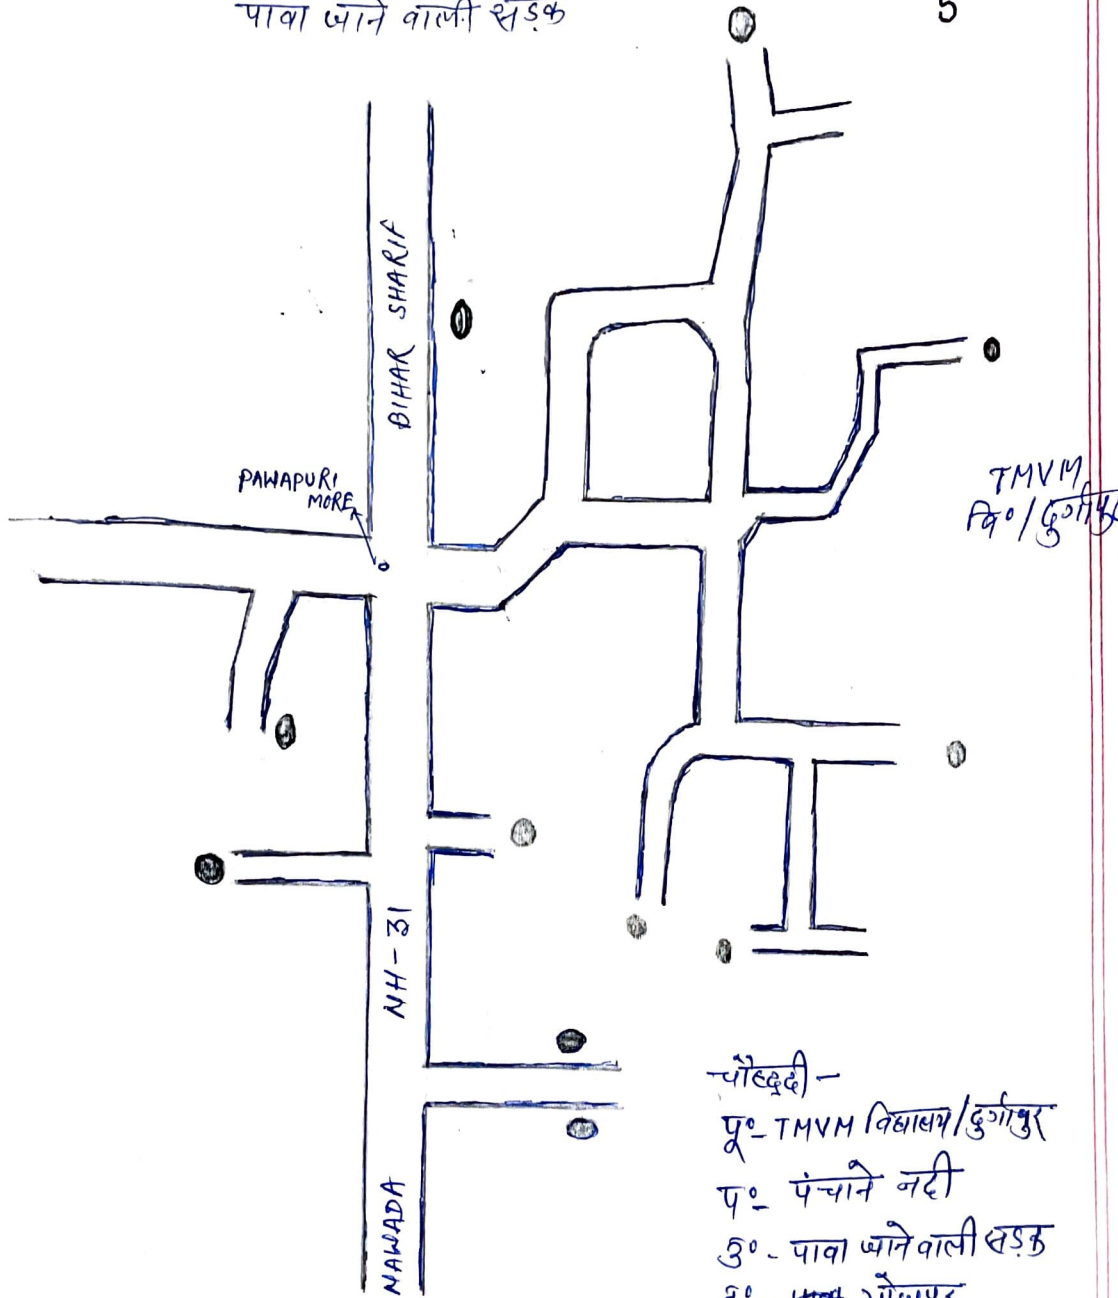 पावा जाने वाली सड़क
5
BIHAR SHARIF
PAWAPURI
MORE
TMVM
वि०/दुर्गापुर
NH-31
NAWADA
चौहद्दी -
पू०- TMVM विद्यालय/दुर्गापुर
प०- पंचाने नदी
उ०- पावा जाने वाली सड़क